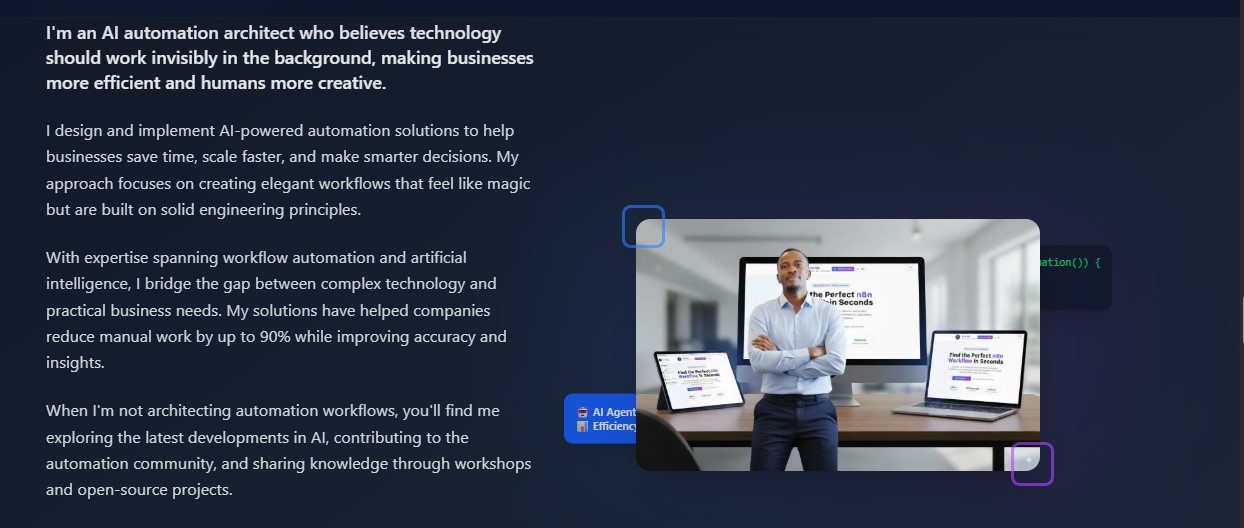 I'm an AI automation architect who believes technology
should work invisibly in the background, making businesses
more efficient and humans more creative.
I design and implement AI-powered automation solutions to help
businesses save time, scale faster, and make smarter decisions. My
approach focuses on creating elegant workflows that feel like magic
but are built on solid engineering principles.
With expertise spanning workflow automation and artificial
intelligence, I bridge the gap between complex technology and
practical business needs. My solutions have helped companies
reduce manual work by up to 90% while improving accuracy and
insights.
When I'm not architecting automation workflows, you'll find me
exploring the latest developments in AI, contributing to the
automation community, and sharing knowledge through workshops
and open-source projects.
ation()) {
the Perfect n8n
in Seconds
Find the Perfect n8n
Workflow in Seconds
Find the Perfect n8n
Workflow in Seconds
AI Agent
Efficiency